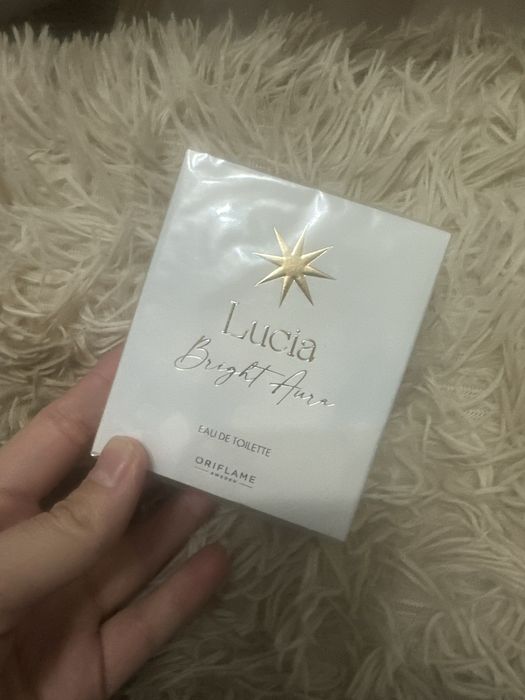 Lucia
Bright Aura
EAU DE TOILETTE
ORIFLAME
SWEDEN